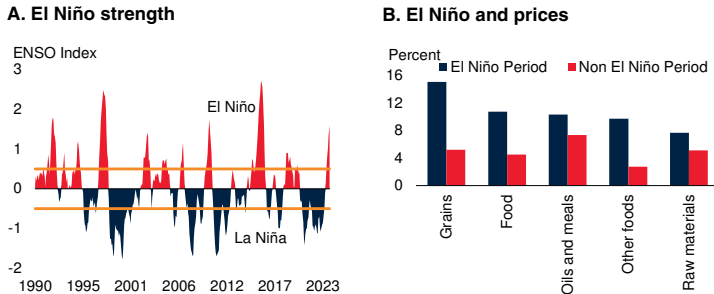 A. El Niño strength
ENSO Index
3
2
1
0
-1
-2
El Niño
La Niña
1990 1995 2001 2006 2012 2017 2023
B. El Niño and prices
Percent
El Niño Period
Non El Niño Period
16
12
8
4
0
Grains
Food
Oills and meals
Other foods
Raw materials